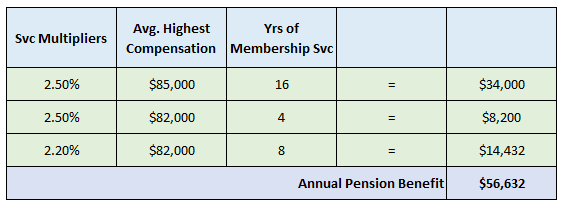 Svc Multipliers Avg. Highest Compensation Yrs of Membership Svc
2.50% $85,000 16 = $34,000
2.50% $82,000 4 = $8,200
2.20% $82,000 8 = $14,432
Annual Pension Benefit $56,632